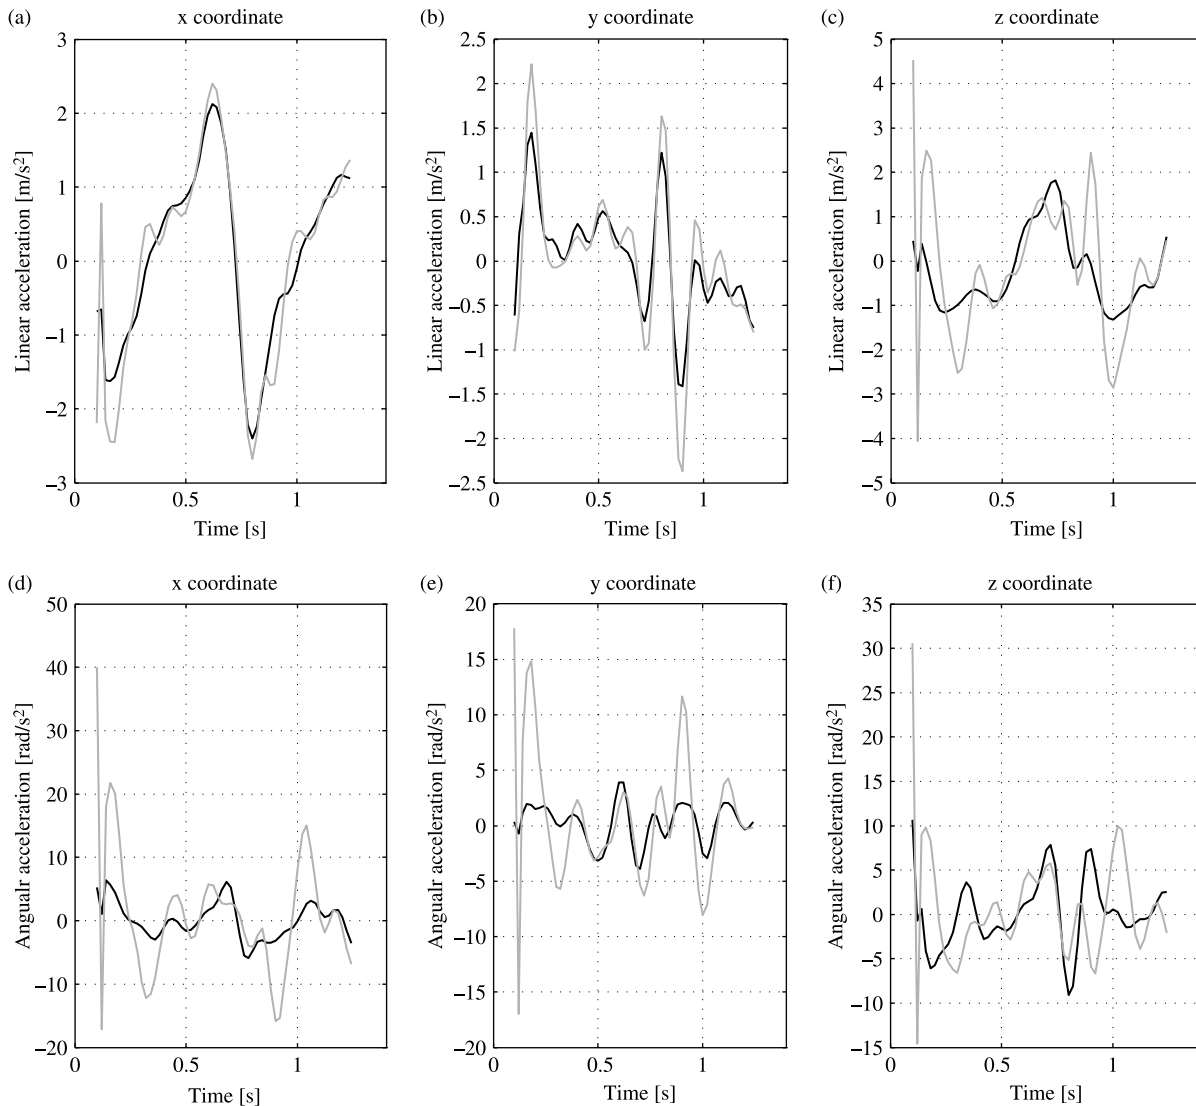 (a) x coordinate
3
2
1
0
−1
−2
−3
0 0.5 1
Linear acceleration [m/s²]
Time [s]
(b) y coordinate
2.5
2
1.5
1
0.5
0
−0.5
−1
−1.5
−2
−2.5
0 0.5 1
Linear acceleration [m/s²]
Time [s]
(c) z coordinate
5
4
3
2
1
0
−1
−2
−3
−4
−5
0 0.5 1
Linear acceleration [m/s²]
Time [s]
(d) x coordinate
50
40
30
20
10
0
−10
−20
0 0.5 1
Angualr acceleration [rad/s²]
Time [s]
(e) y coordinate
20
15
10
5
0
−5
−10
−15
−20
0 0.5 1
Angualr acceleration [rad/s²]
Time [s]
(f) z coordinate
35
30
25
20
15
10
5
0
−5
−10
−15
0 0.5 1
Angualr acceleration [rad/s²]
Time [s]